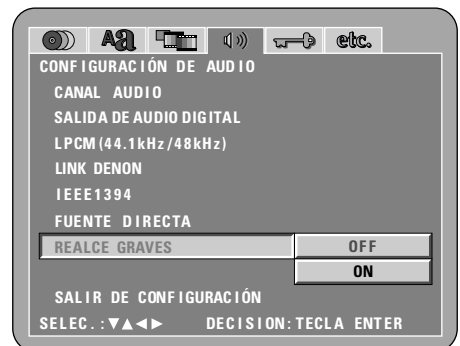 Aa etc.
CONFIGURACIÓN DE AUDIO
CANAL AUDIO
SALIDA DE AUDIO DIGITAL
LPCM (44.1kHz/48kHz)
LINK DENON
IEEE1394
FUENTE DIRECTA
REALCE GRAVES OFF
ON
SALIR DE CONFIGURACIÓN
SELEC.:▼▲◄► DECISION:TECLA ENTER